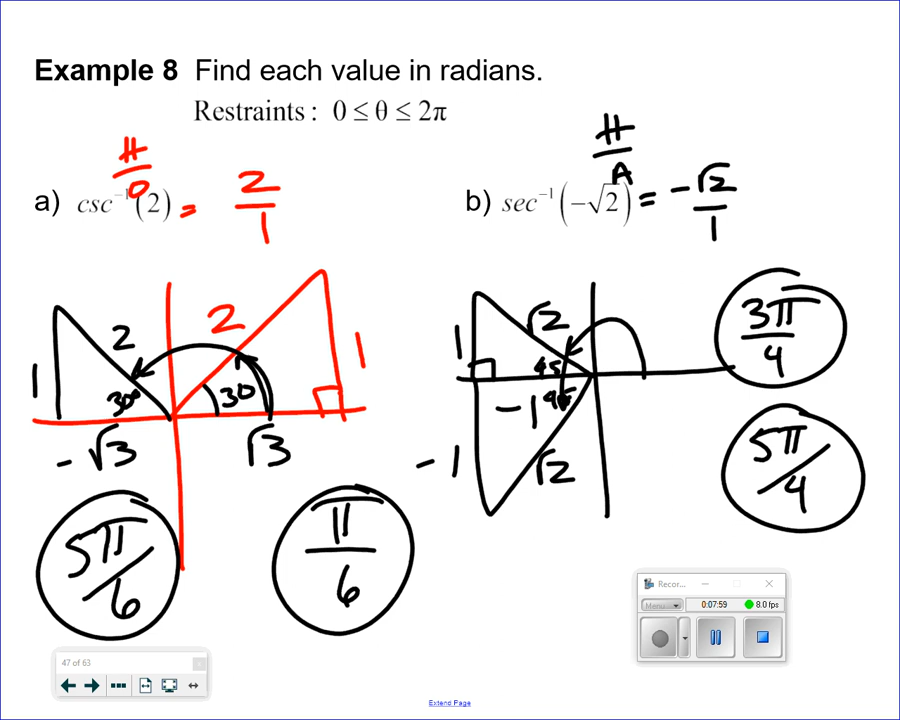 Example 8 Find each value in radians.
Restraints : 0 ≤ θ ≤ 2π
H/O
H/A
a) csc⁻¹(2) = 2/1
b) sec⁻¹(−√2) = -√2/1
2
2
1
1
30°
30
-√3
√3
5π/6
π/6
√2
1
45
-1
45
-1
√2
3π/4
5π/4
Recor...
Menu
0:07:59
8.0 fps
47 of 63
Extend Page